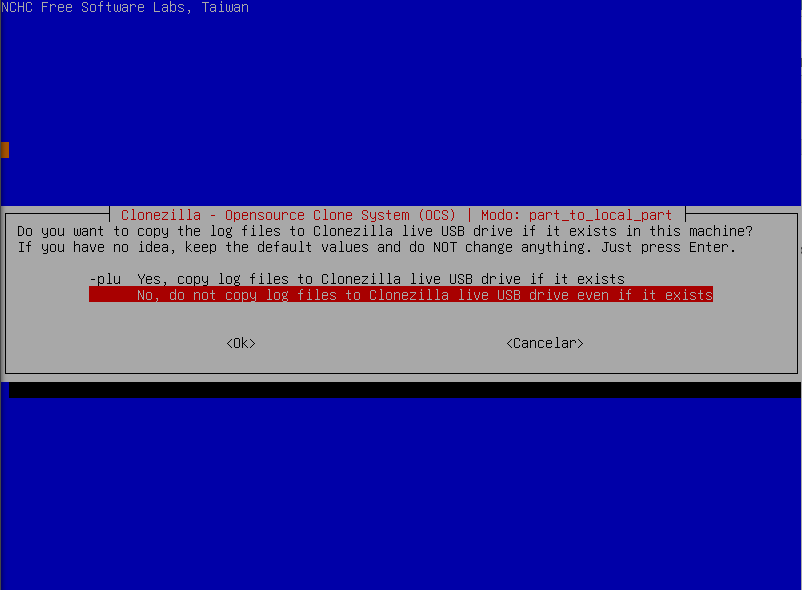 NCHC Free Software Labs, Taiwan
Clonezilla - Opensource Clone System (OCS) | Modo: part_to_local_part
Do you want to copy the log files to Clonezilla live USB drive if it exists in this machine?
If you have no idea, keep the default values and do NOT change anything. Just press Enter.
-plu Yes, copy log files to Clonezilla live USB drive if it exists
No, do not copy log files to Clonezilla live USB drive even if it exists
<Ok> <Cancelar>